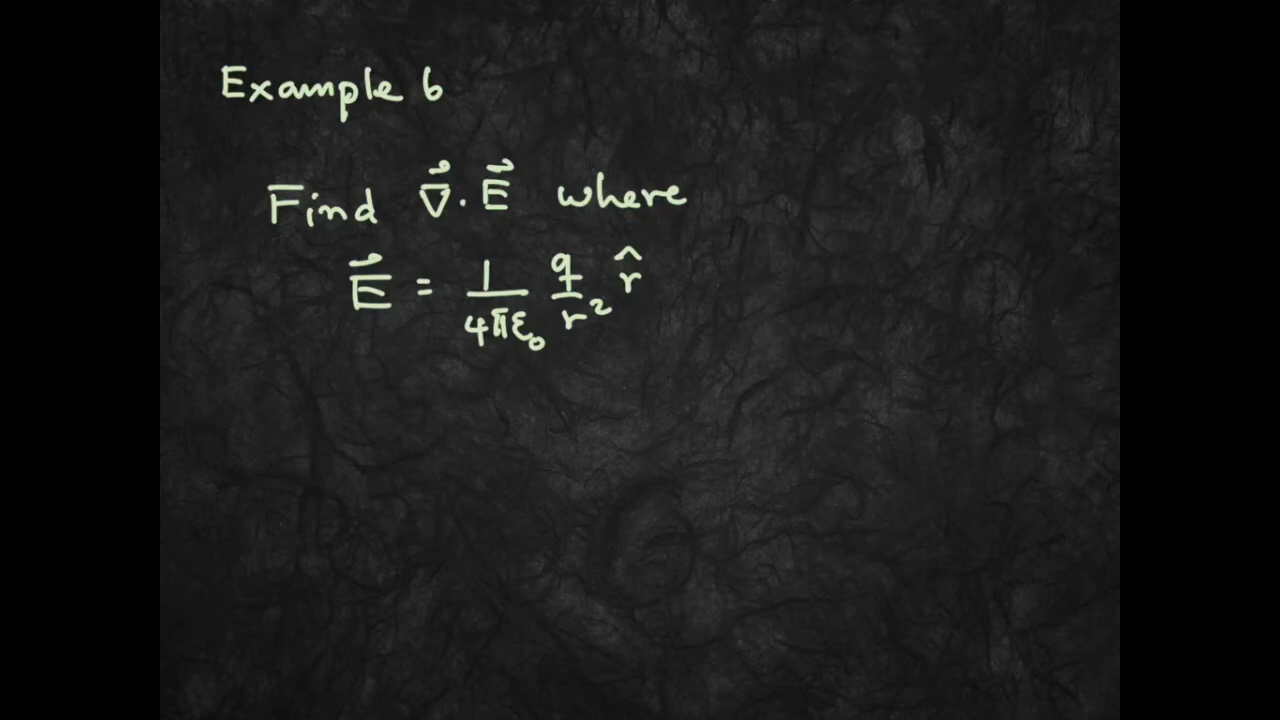 Example 6
Find ∇⃗ · E⃗ where
E⃗ = 1/4πε₀ q/r² r̂